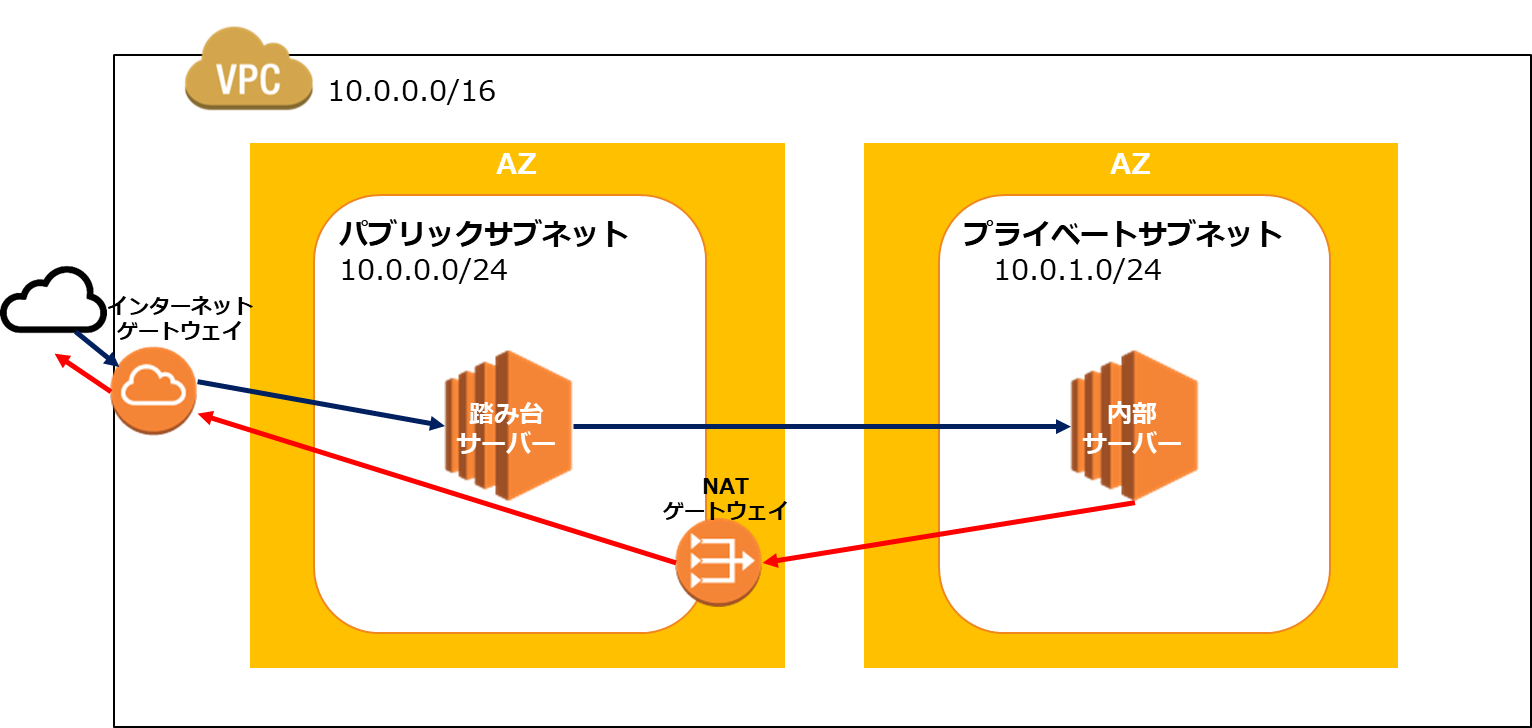 VPC
10.0.0.0/16
AZ
パブリックサブネット
10.0.0.0/24
AZ
プライベートサブネット
10.0.1.0/24
インターネット
ゲートウェイ
踏み台
サーバー
内部
サーバー
NAT
ゲートウェイ